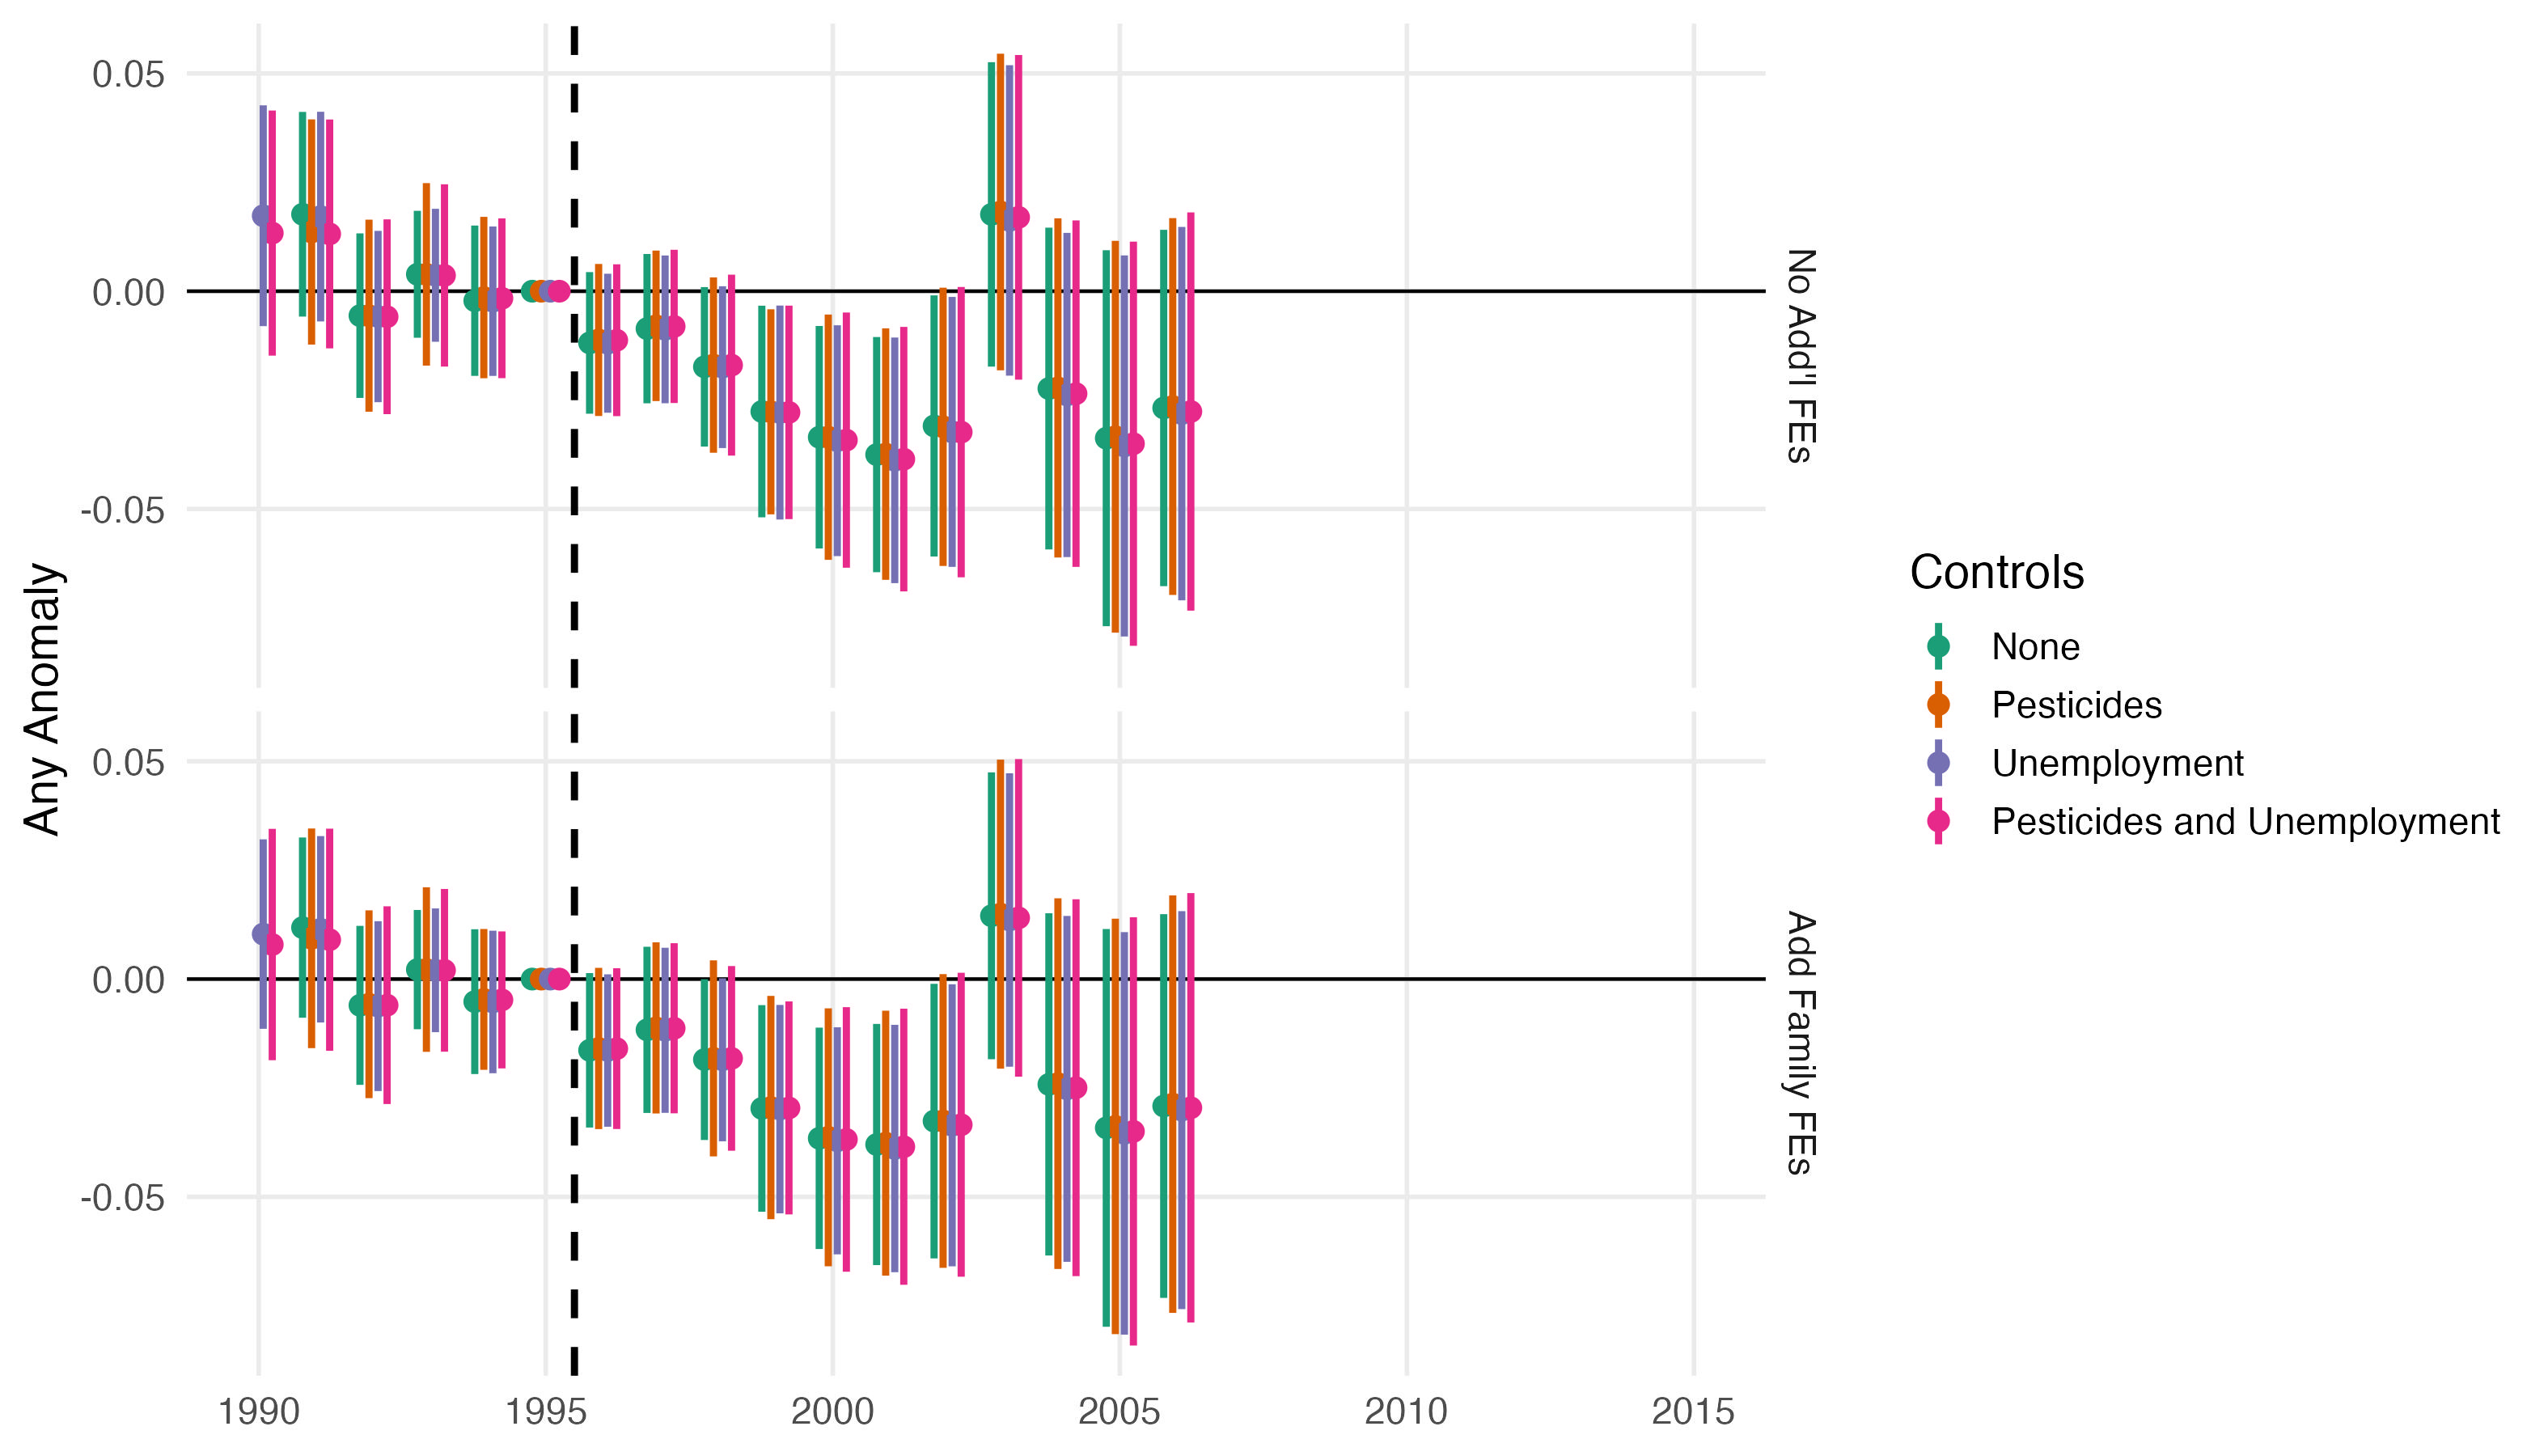 Any Anomaly
0.05
0.00
-0.05
No Add'l FEs
0.05
0.00
-0.05
Add Family FEs
1990
1995
2000
2005
2010
2015
Controls
None
Pesticides
Unemployment
Pesticides and Unemployment